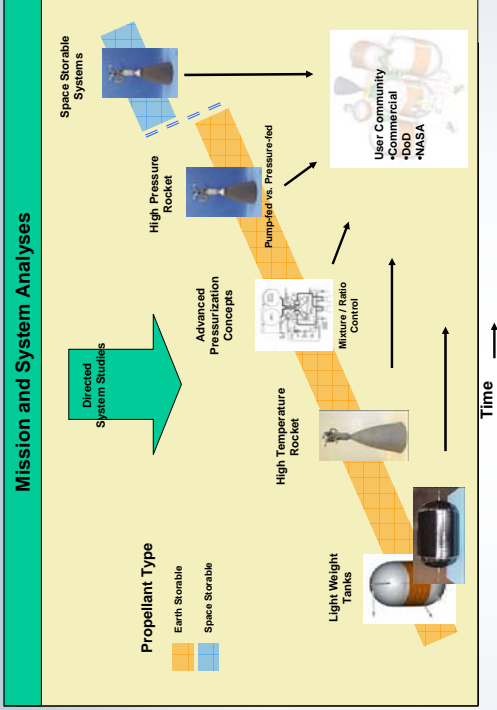 Mission and System Analyses
Directed
System Studies
Propellant Type
Earth Storable
Space Storable
Light Weight
Tanks
High Temperature
Rocket
Advanced
Pressurization
Concepts
Mixture / Ratio
Control
High Pressure
Rocket
Pump-fed vs. Pressure-fed
Space Storable
Systems
User Community
•Commercial
•DoD
•NASA
Time